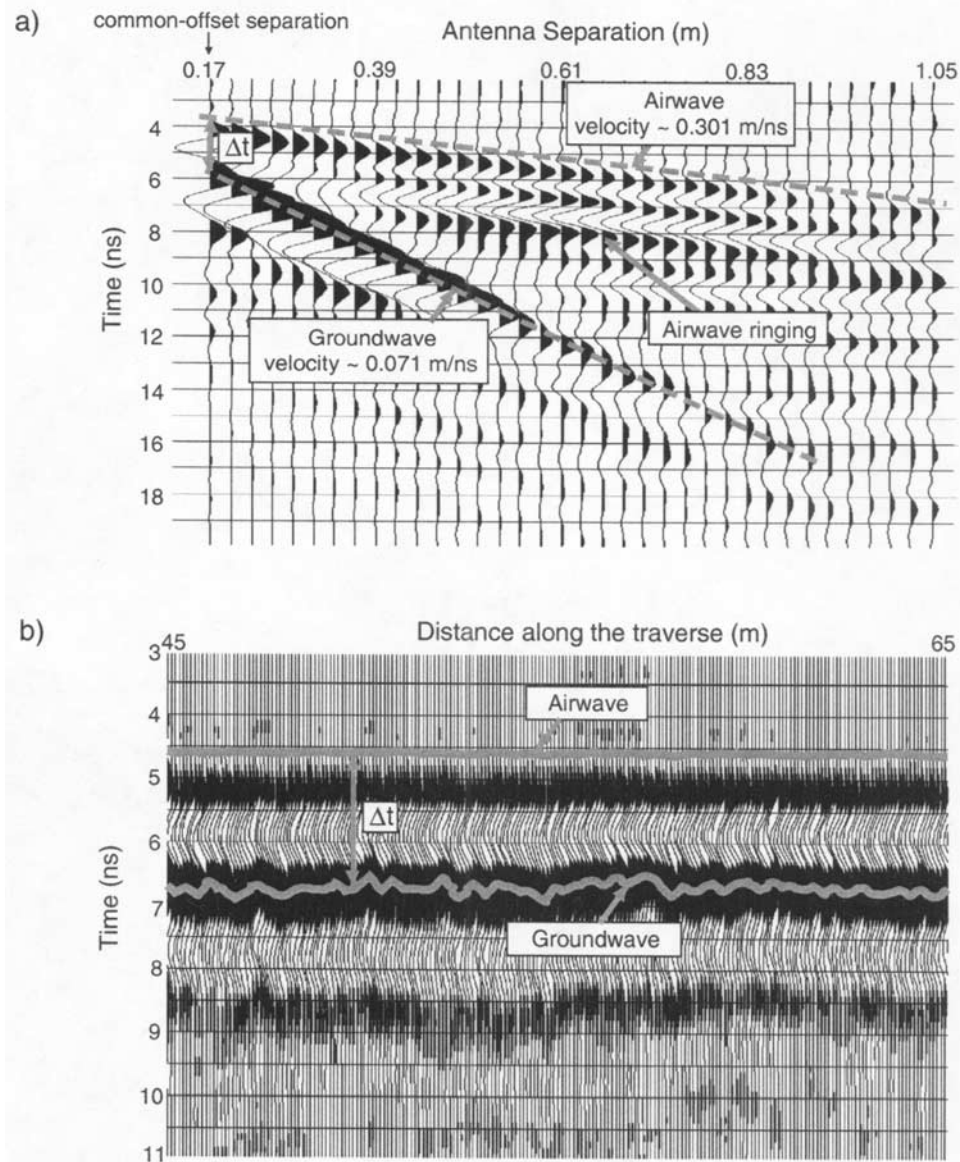 a)
common-offset separation
Antenna Separation (m)
0.17 0.39 0.61 0.83 1.05
Airwave
velocity ~ 0.301 m/ns
Δt
Time (ns)
4
6
8
10
12
14
16
18
Groundwave
velocity ~ 0.071 m/ns
Airwave ringing
b)
Distance along the traverse (m)
45 65
Time (ns)
3
4
5
6
7
8
9
10
11
Airwave
Δt
Groundwave